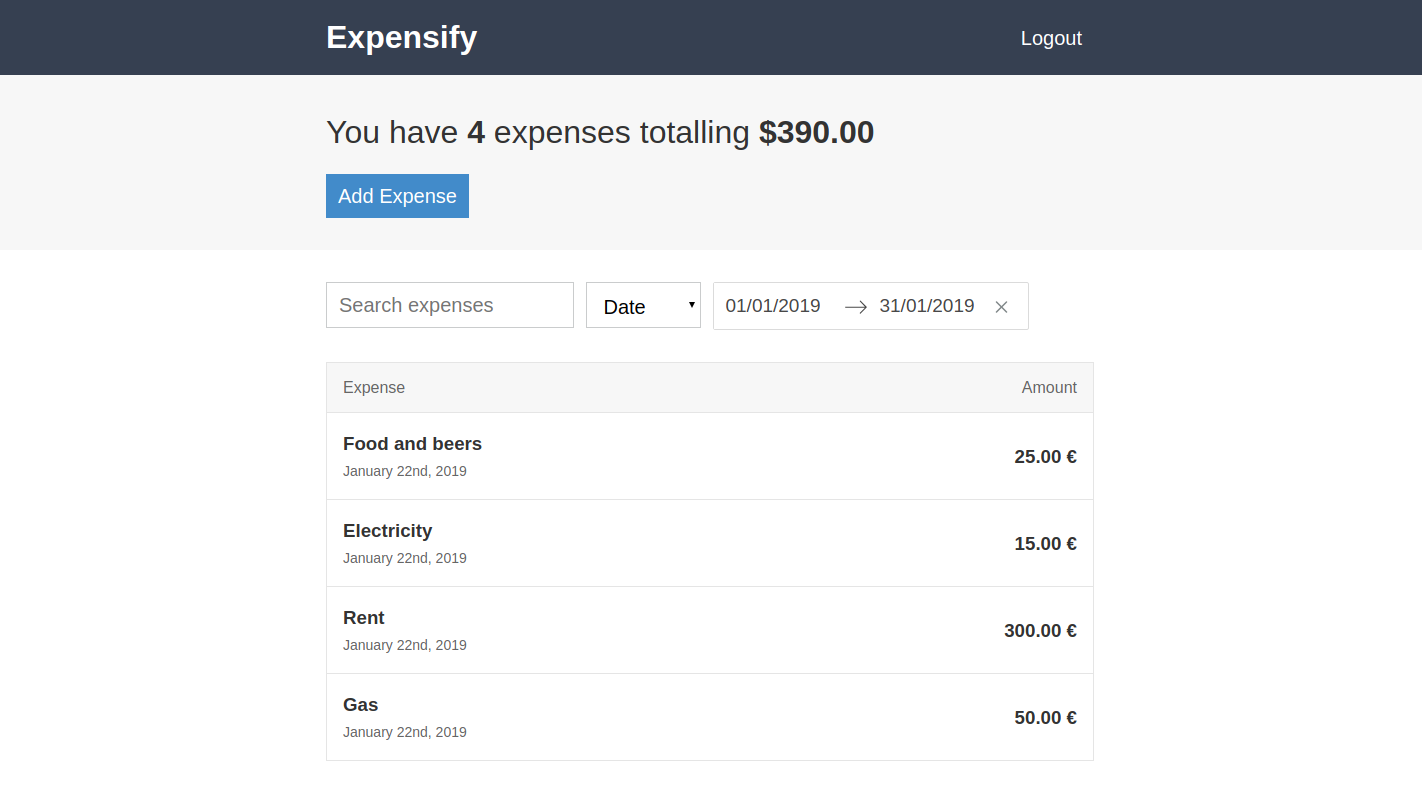 Expensify Logout
You have 4 expenses totalling $390.00
Add Expense
Search expenses Date 01/01/2019 31/01/2019
Expense Amount
Food and beers
January 22nd, 2019
25.00 €
Electricity
January 22nd, 2019
15.00 €
Rent
January 22nd, 2019
300.00 €
Gas
January 22nd, 2019
50.00 €